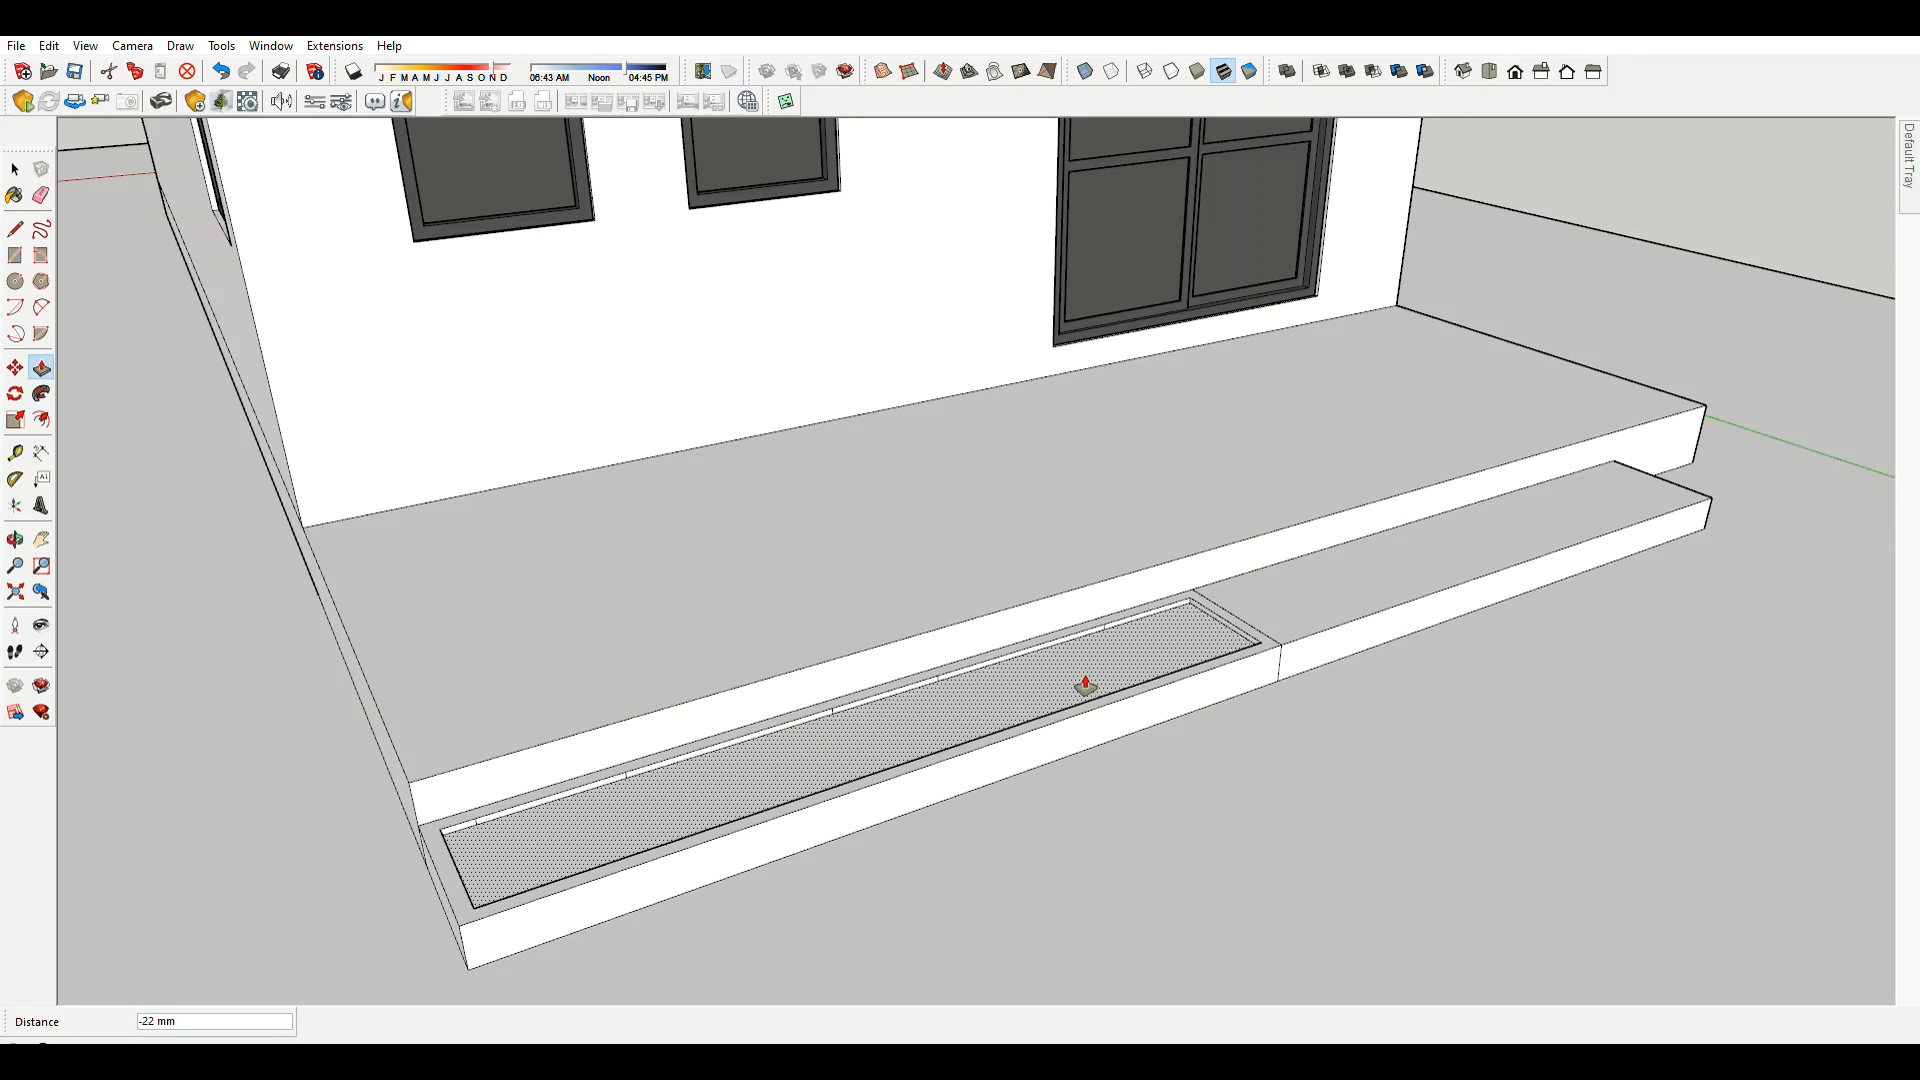 File Edit View Camera Draw Tools Window Extensions Help
J F M A M J J A S O N D 06:43 AM Noon 04:45 PM
Default Tray
A1
Distance -22 mm